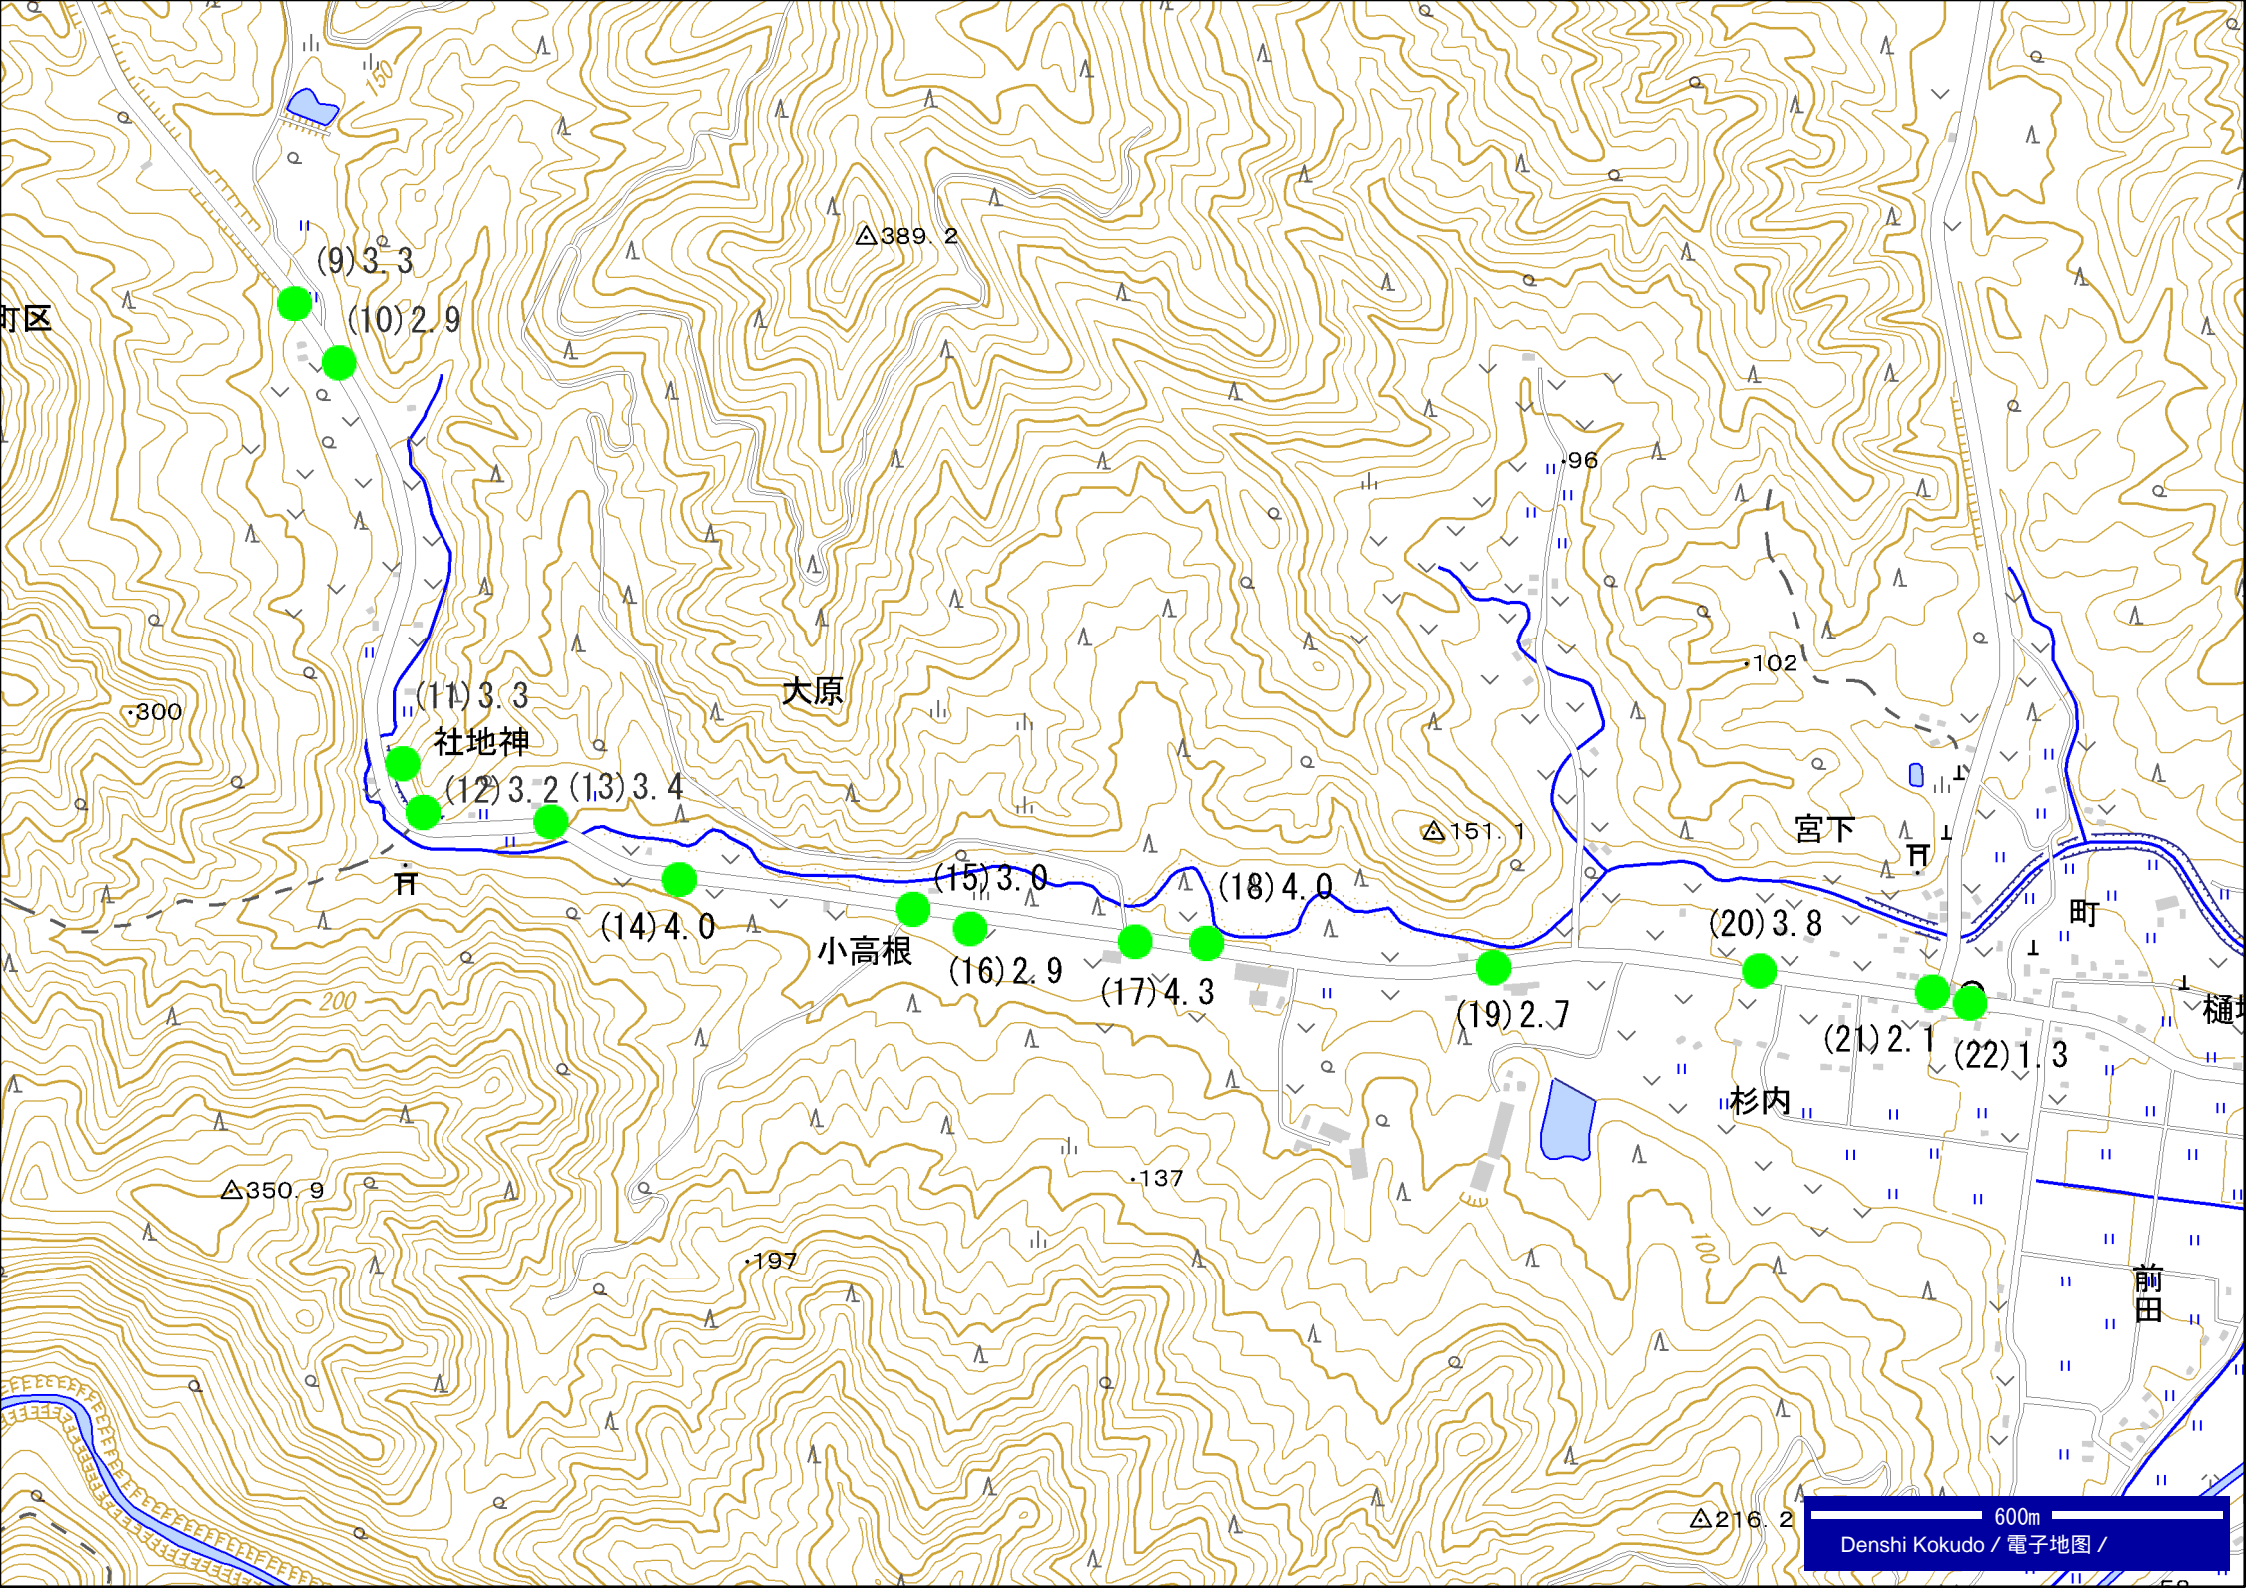 150
389. 2
(9)3.3
町区
(10)2.9
96
102
(11)3.3
300
大原
社地神
(12)3.2
(13)3.4
151. 1
宮下
(15)3.0
(18)4.0
(14)4.0
(20)3.8
町
小高根
(16)2.9
(17)4.3
200
(19)2.7
(21)2.1
(22)1.3
樋
杉内
137
350. 9
197
100
前田
216. 2
600m
Denshi Kokudo / 電子地图 /